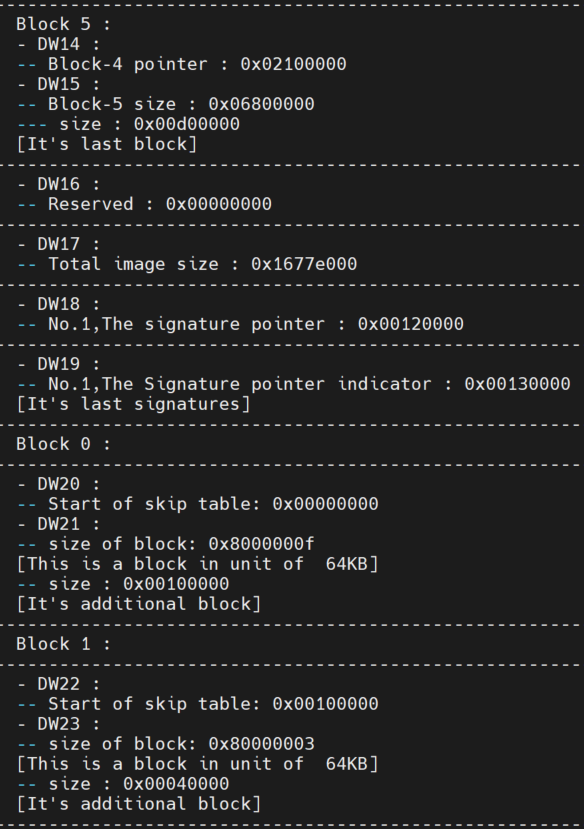 --------------------------------------------------------
Block 5 :
- DW14 :
-- Block-4 pointer : 0x02100000
- DW15 :
-- Block-5 size : 0x06800000
--- size : 0x00d00000
[It's last block]
--------------------------------------------------------
- DW16 :
-- Reserved : 0x00000000
--------------------------------------------------------
- DW17 :
-- Total image size : 0x1677e000
--------------------------------------------------------
- DW18 :
-- No.1,The signature pointer : 0x00120000
--------------------------------------------------------
- DW19 :
-- No.1,The Signature pointer indicator : 0x00130000
[It's last signatures]
--------------------------------------------------------
Block 0 :
--------------------------------------------------------
- DW20 :
-- Start of skip table: 0x00000000
- DW21 :
-- size of block: 0x8000000f
[This is a block in unit of  64KB]
-- size : 0x00100000
[It's additional block]
--------------------------------------------------------
Block 1 :
--------------------------------------------------------
- DW22 :
-- Start of skip table: 0x00100000
- DW23 :
-- size of block: 0x80000003
[This is a block in unit of  64KB]
-- size : 0x00040000
[It's additional block]
--------------------------------------------------------